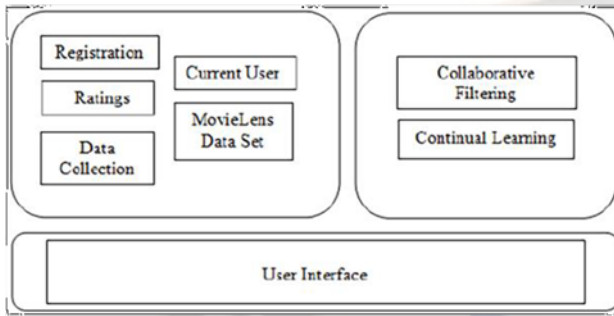 Registration
Ratings
Data
Collection
Current User
MovieLens
Data Set
Collaborative
Filtering
Continual Learning
User Interface